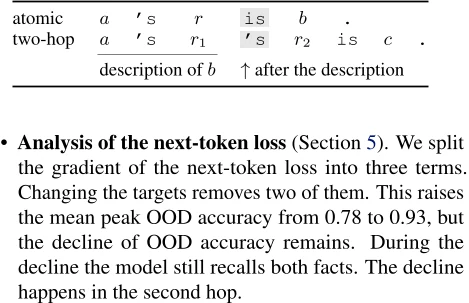 atomic a 's r is b .
two-hop a 's r₁ 's r₂ is c .
description of b ↑ after the description
• Analysis of the next-token loss (Section 5). We split
the gradient of the next-token loss into three terms.
Changing the targets removes two of them. This raises
the mean peak OOD accuracy from 0.78 to 0.93, but
the decline of OOD accuracy remains. During the
decline the model still recalls both facts. The decline
happens in the second hop.